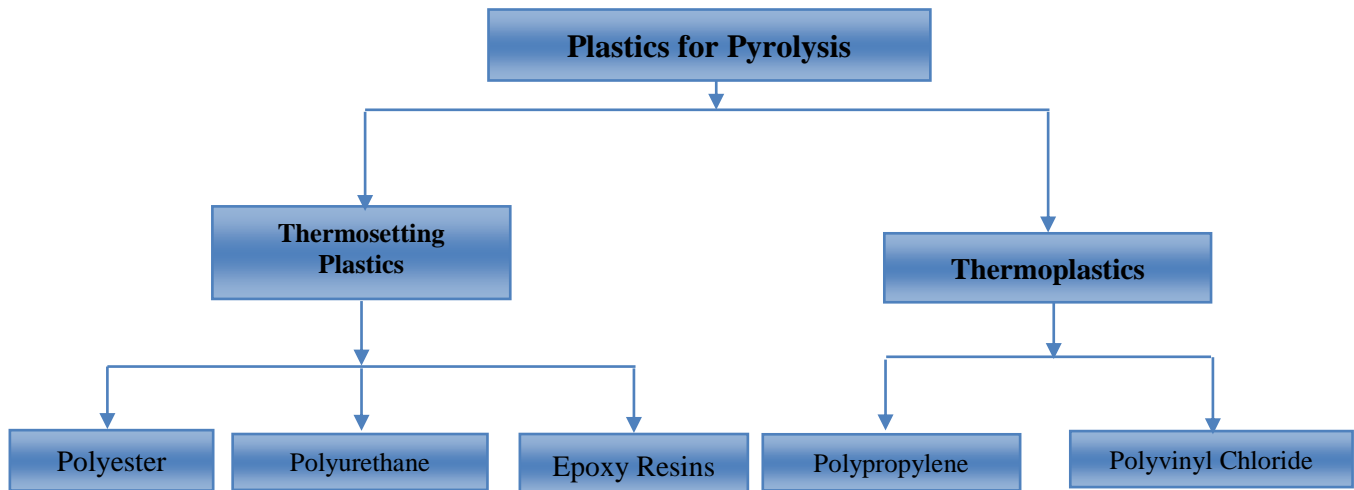 Plastics for Pyrolysis
Thermosetting
Plastics
Thermoplastics
Polyester
Polyurethane
Epoxy Resins
Polypropylene
Polyvinyl Chloride